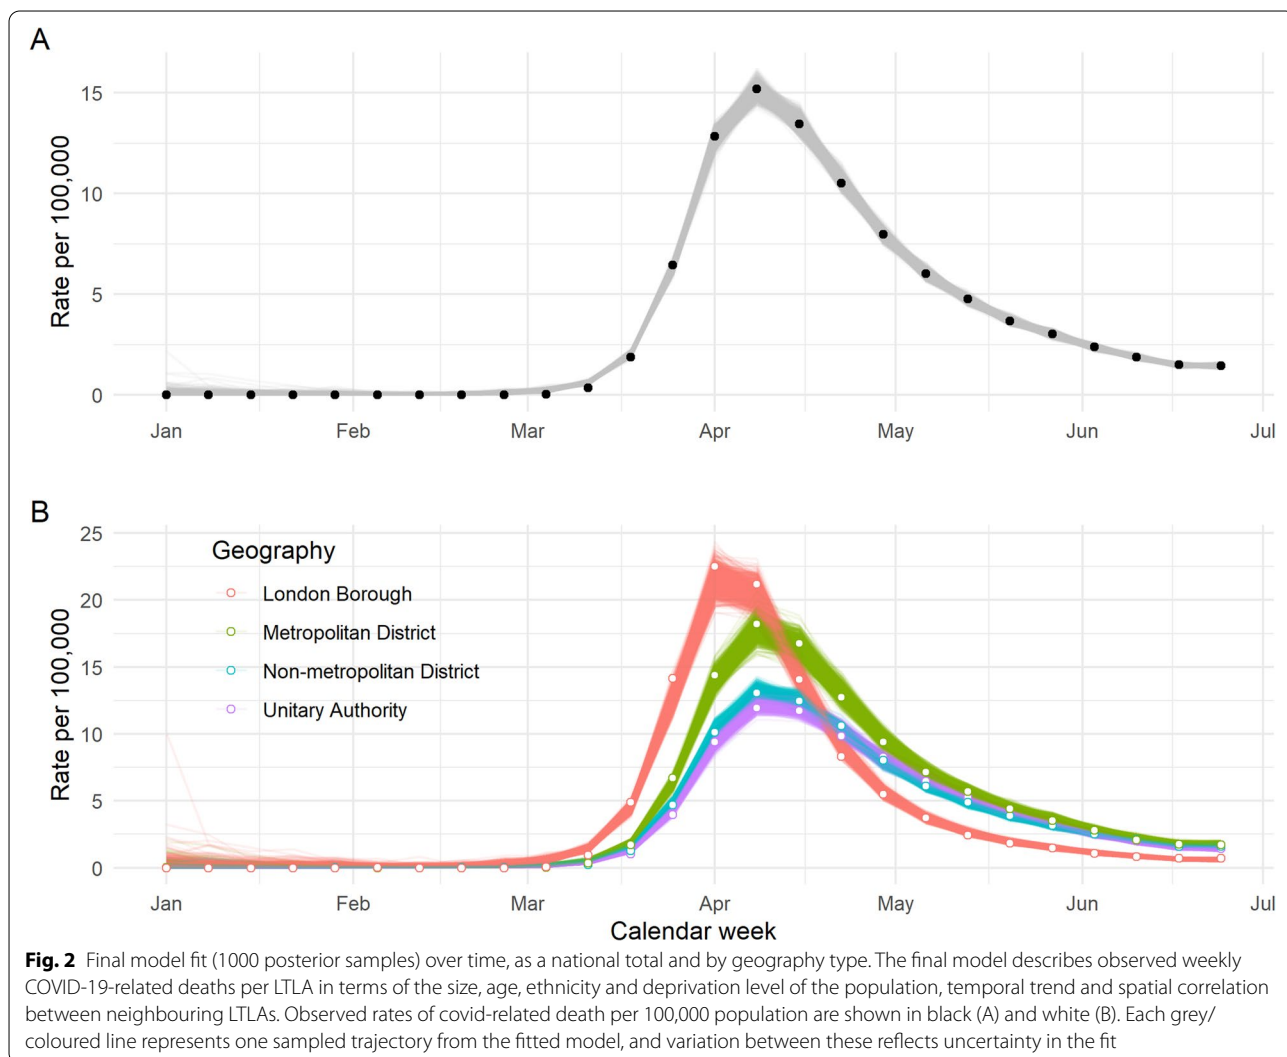 A
15
10
5
0
Rate per 100,000
Jan Feb Mar Apr May Jun Jul
B
25
20
15
10
5
0
Rate per 100,000
Geography
London Borough
Metropolitan District
Non-metropolitan District
Unitary Authority
Jan Feb Mar Apr May Jun Jul
Calendar week
Fig. 2 Final model fit (1000 posterior samples) over time, as a national total and by geography type. The final model describes observed weekly
COVID-19-related deaths per LTLA in terms of the size, age, ethnicity and deprivation level of the population, temporal trend and spatial correlation
between neighbouring LTLAs. Observed rates of covid-related death per 100,000 population are shown in black (A) and white (B). Each grey/
coloured line represents one sampled trajectory from the fitted model, and variation between these reflects uncertainty in the fit